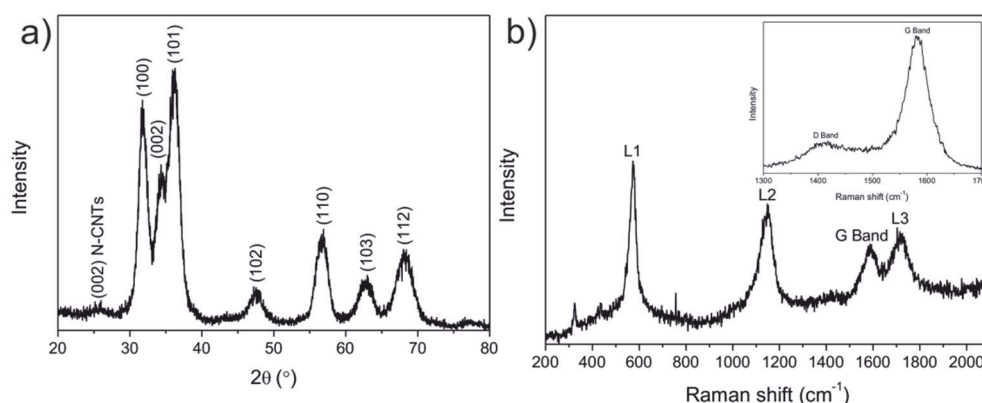 a)
(002) N-CNTs
(100)
(002)
(101)
(102)
(110)
(103)
(112)
Intensity
20 30 40 50 60 70 80
2θ (°)
b)
L1
L2
G Band
L3
Intensity
200 400 600 800 1000 1200 1400 1600 1800 2000
Raman shift (cm⁻¹)
G Band
D Band
Intensity
1300 1400 1500 1600 1700
Raman shift (cm⁻¹)